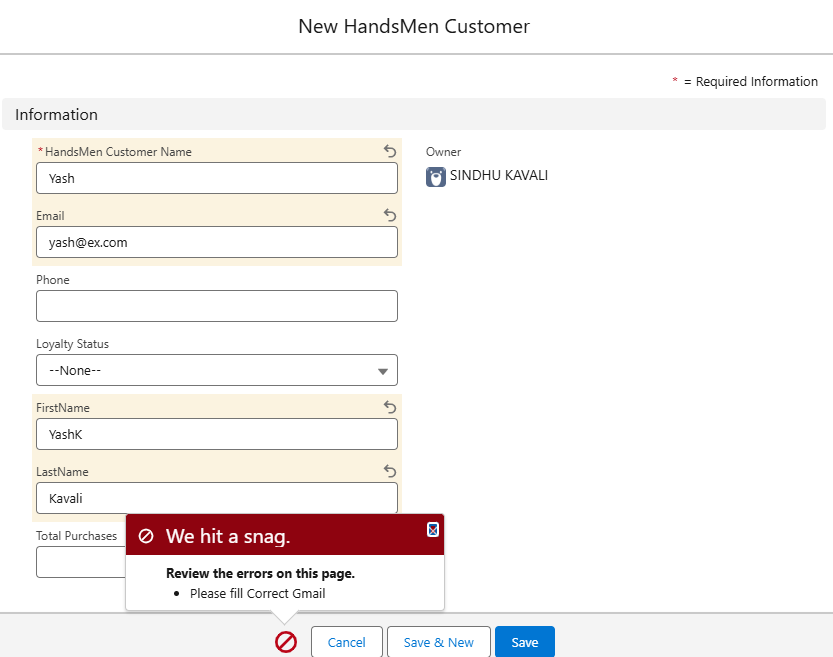 New HandsMen Customer
* = Required Information
Information
*HandsMen Customer Name
Yash
Owner
SINDHU KAVALI
Email
yash@ex.com
Phone
Loyalty Status
--None--
FirstName
YashK
LastName
Kavali
Total Purchases
We hit a snag.
Review the errors on this page.
• Please fill Correct Gmail
Cancel
Save & New
Save